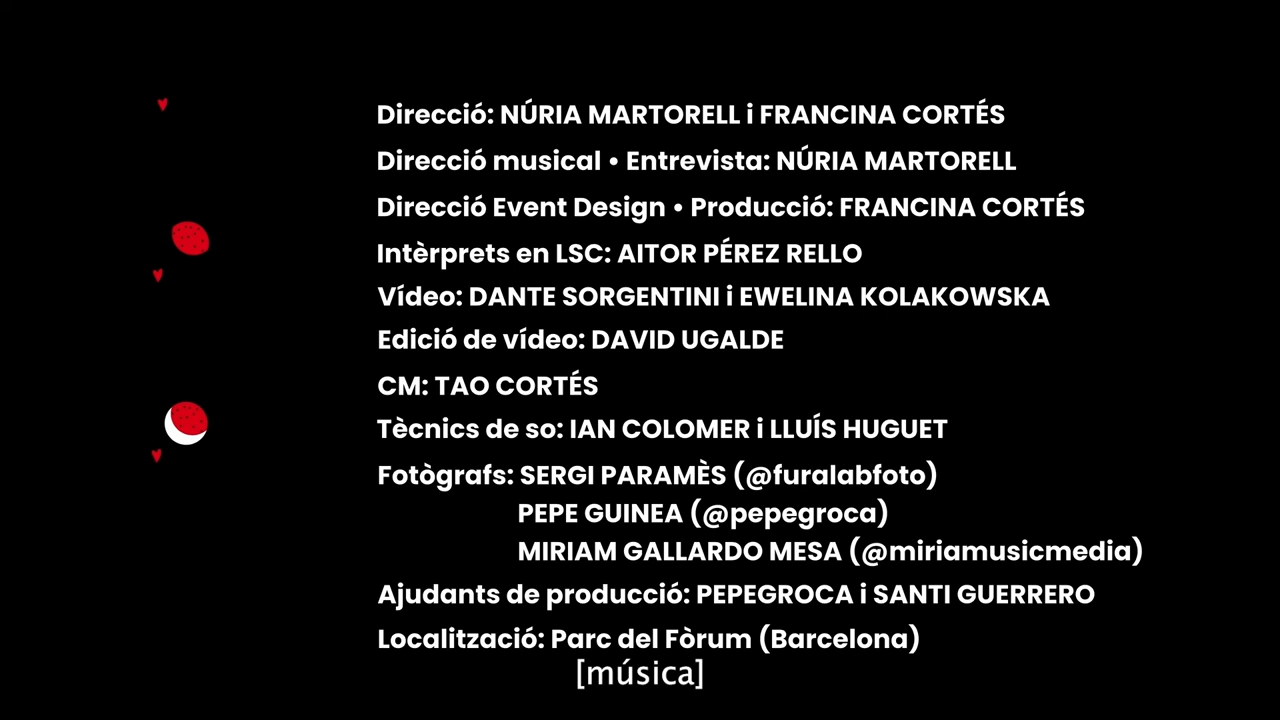 Direcció: NÚRIA MARTORELL i FRANCINA CORTÉS
Direcció musical • Entrevista: NÚRIA MARTORELL
Direcció Event Design • Producció: FRANCINA CORTÉS
Intèrprets en LSC: AITOR PÉREZ RELLO
Vídeo: DANTE SORGENTINI i EWELINA KOLAKOWSKA
Edició de vídeo: DAVID UGALDE
CM: TAO CORTÉS
Tècnics de so: IAN COLOMER i LLUÍS HUGUET
Fotògrafs: SERGI PARAMÈS (@furalabfoto)
PEPE GUINEA (@pepegroca)
MIRIAM GALLARDO MESA (@miriamusicmedia)
Ajudants de producció: PEPEGROCA i SANTI GUERRERO
Localització: Parc del Fòrum (Barcelona)
[música]